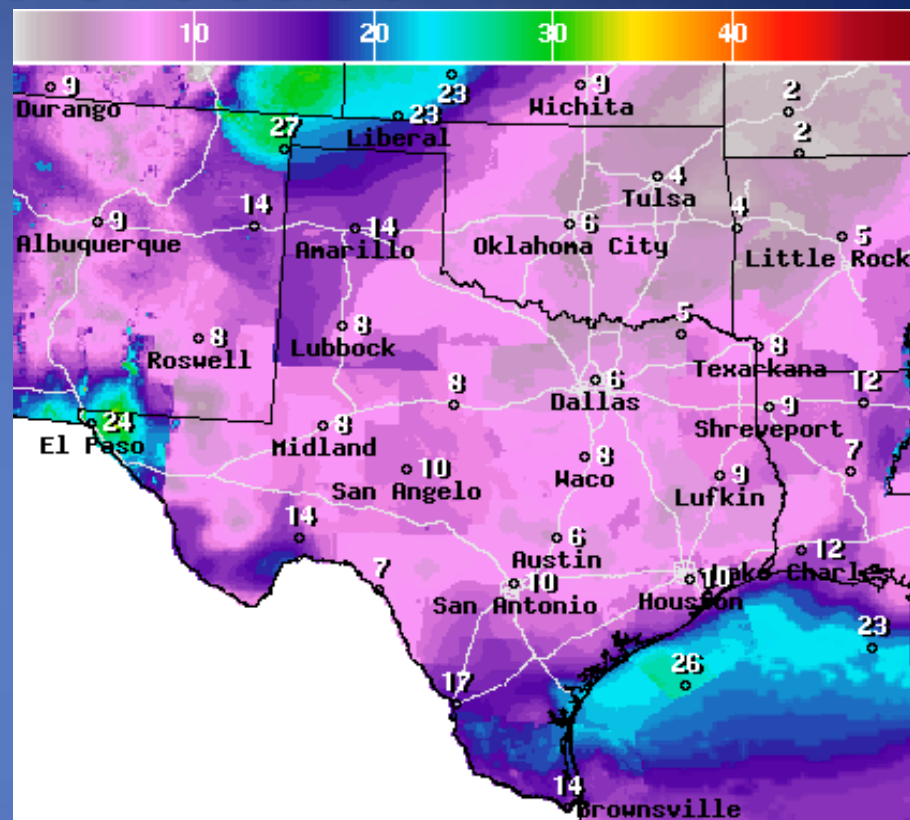 10 20 30 40
23
9
Durango
9
Wichita
2
23
Liberal
27
2
4
Tulsa
9
Albuquerque
14
14
Amarillo
6
Oklahoma City
4
5
Little Rock
8
Roswell
8
Lubbock
5
8
Texarkana
6
Dallas
8
9
Shreveport
12
24
El Paso
8
Midland
10
San Angelo
8
Waco
9
Lufkin
7
14
6
Austin
12
Lake Charle
7
10
San Antonio
10
Houston
23
26
17
14
Brownsville